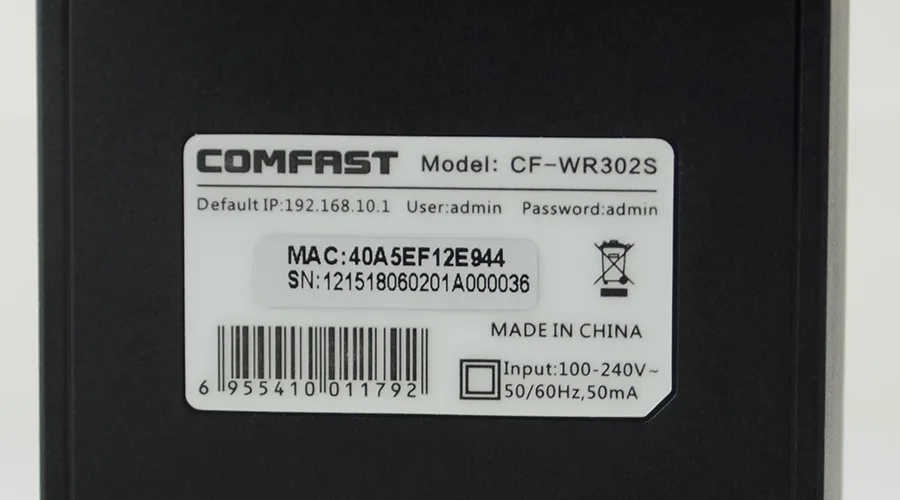 COMFAST Model: CF-WR302S
Default IP:192.168.10.1 User:admin Password:admin
MAC:40A5EF12E944
SN:121518060201A000036
MADE IN CHINA
Input:100-240V~
50/60Hz,50mA
6 955410 011792